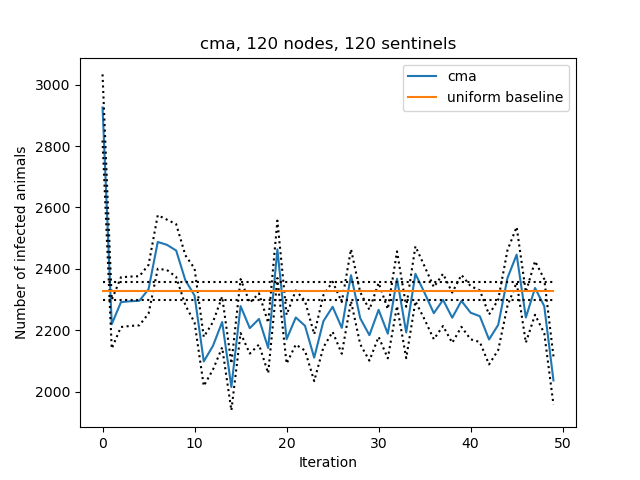 cma, 120 nodes, 120 sentinels
cma
uniform baseline
Number of infected animals
3000
2800
2600
2400
2200
2000
0 10 20 30 40 50
Iteration